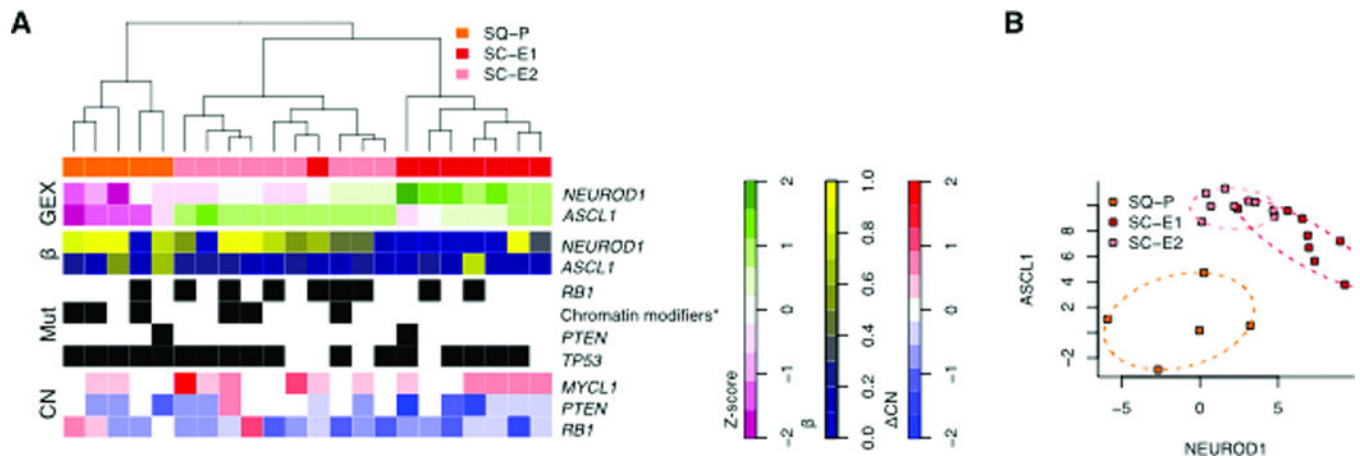 A
SQ-P
SC-E1
SC-E2
GEX
NEUROD1
ASCL1
β
NEUROD1
ASCL1
Mut
RB1
Chromatin modifiers*
PTEN
TP53
CN
MYCL1
PTEN
RB1
Z-score
-2
-1
0
1
2
β
0.0
0.2
0.4
0.6
0.8
1.0
ΔCN
-2
-1
0
1
2
B
SQ-P
SC-E1
SC-E2
ASCL1
8
6
4
2
-2
-5
0
5
NEUROD1